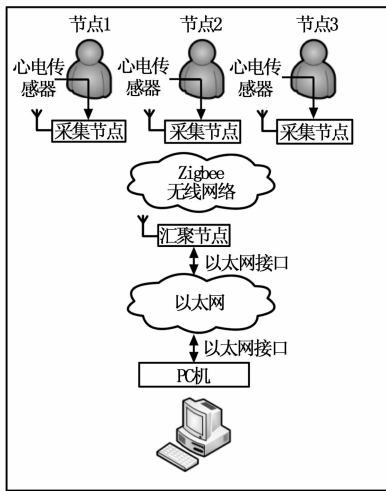 节点1 节点2 节点3
心电传感器 心电传感器 心电传感器
采集节点 采集节点 采集节点
Zigbee
无线网络
汇聚节点
以太网接口
以太网
以太网接口
PC机